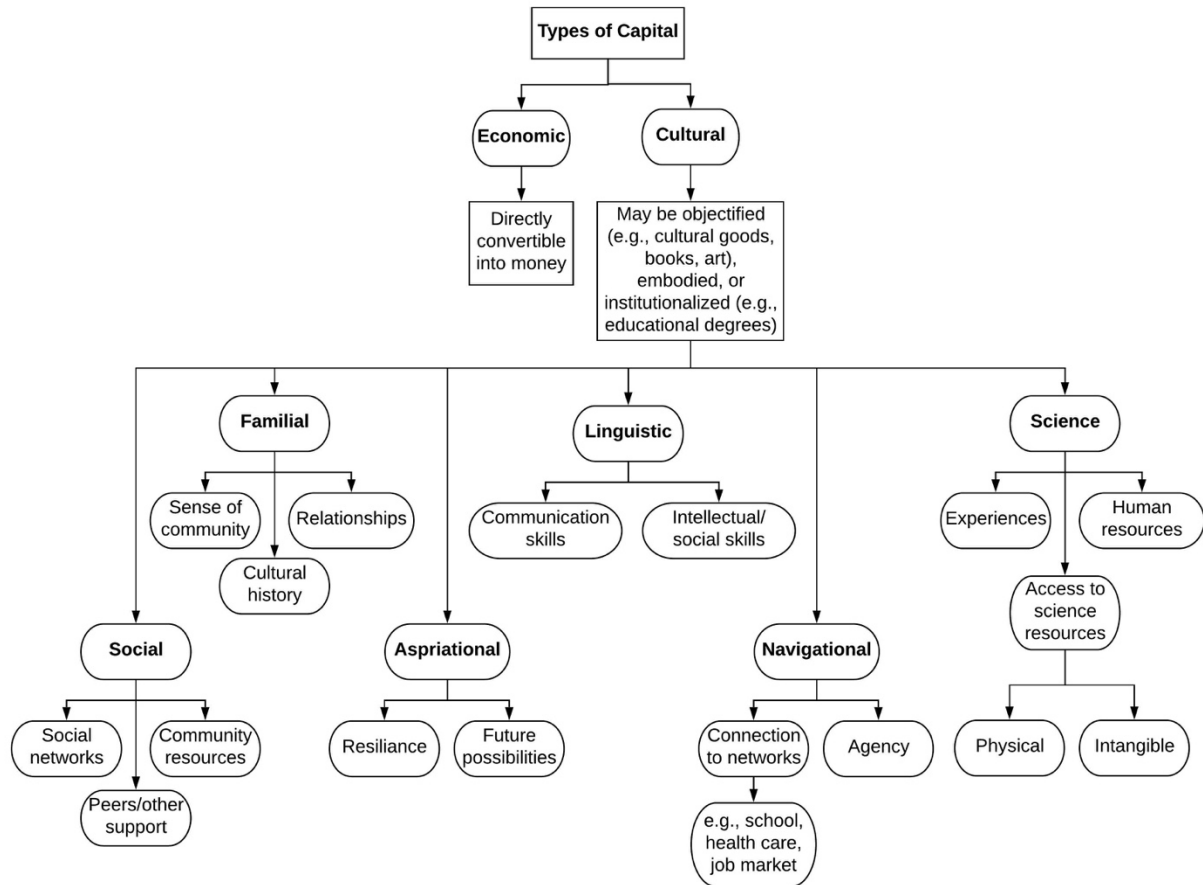 Types of Capital
Economic
Cultural
Directly
convertible
into money
May be objectified
(e.g., cultural goods,
books, art),
embodied, or
institutionalized (e.g.,
educational degrees)
Familial
Linguistic
Science
Sense of
community
Relationships
Cultural
history
Communication
skills
Intellectual/
social skills
Experiences
Human
resources
Access to
science
resources
Social
Aspriational
Navigational
Social
networks
Community
resources
Peers/other
support
Resiliance
Future
possibilities
Connection
to networks
Agency
e.g., school,
health care,
job market
Physical
Intangible